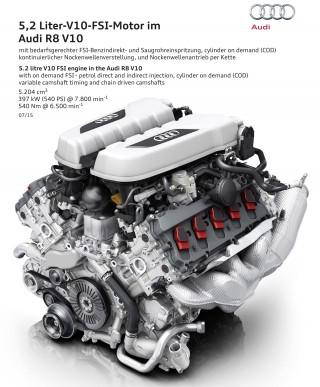 5,2 Liter-V10-FSI-Motor im
Audi R8 V10
mit bedarfsgerechter FSI-Benzindirekt- und Saugrohreinspritzung, cylinder on demand (COD)
kontinuierlicher Nockenwellenverstellung, und Nockenwellenantrieb per Kette
5.2 litre V10 FSI engine in the Audi R8 V10
with on demand FSI - petrol direct and indirect injection, cylinder on demand (COD)
variable camshaft timing and chain driven camshafts
5.204 cm³
397 kW (540 PS) @ 7.800 min⁻¹
540 Nm @ 6.500 min⁻¹
07/15
Audi